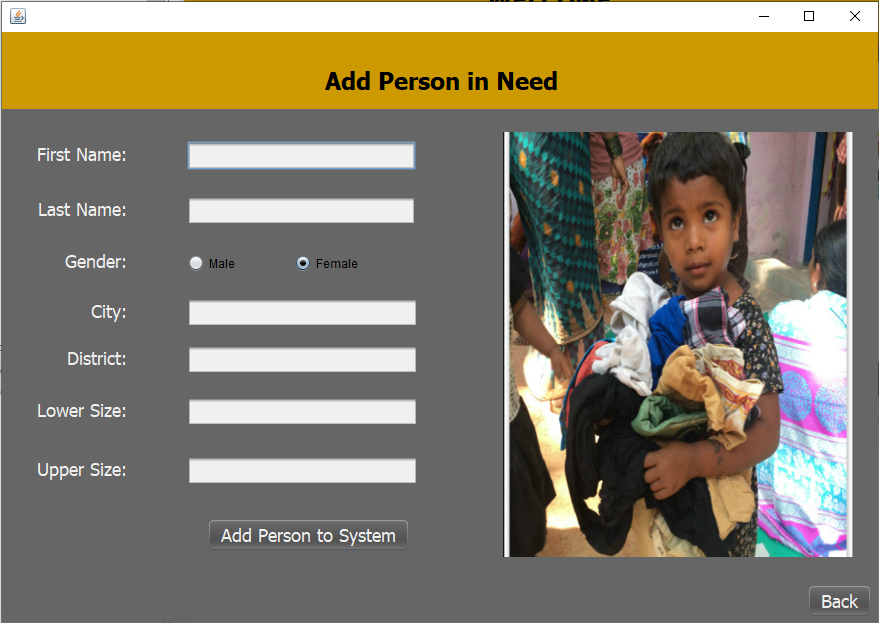 Add Person in Need
First Name:
Last Name:
Gender:
Male
Female
City:
District:
Lower Size:
Upper Size:
Add Person to System
Back